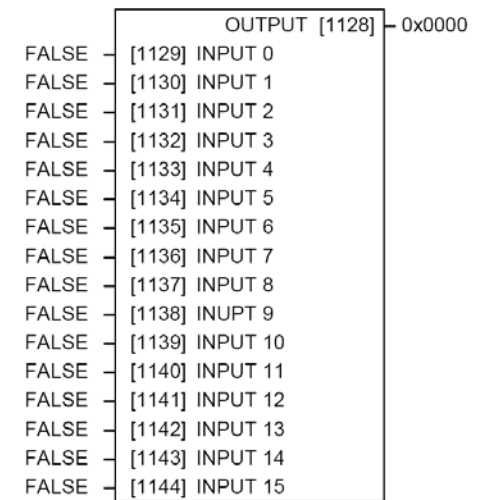 OUTPUT [1128] 0x0000
FALSE [1129] INPUT 0
FALSE [1130] INPUT 1
FALSE [1131] INPUT 2
FALSE [1132] INPUT 3
FALSE [1133] INPUT 4
FALSE [1134] INPUT 5
FALSE [1135] INPUT 6
FALSE [1136] INPUT 7
FALSE [1137] INPUT 8
FALSE [1138] INUPT 9
FALSE [1139] INPUT 10
FALSE [1140] INPUT 11
FALSE [1141] INPUT 12
FALSE [1142] INPUT 13
FALSE [1143] INPUT 14
FALSE [1144] INPUT 15